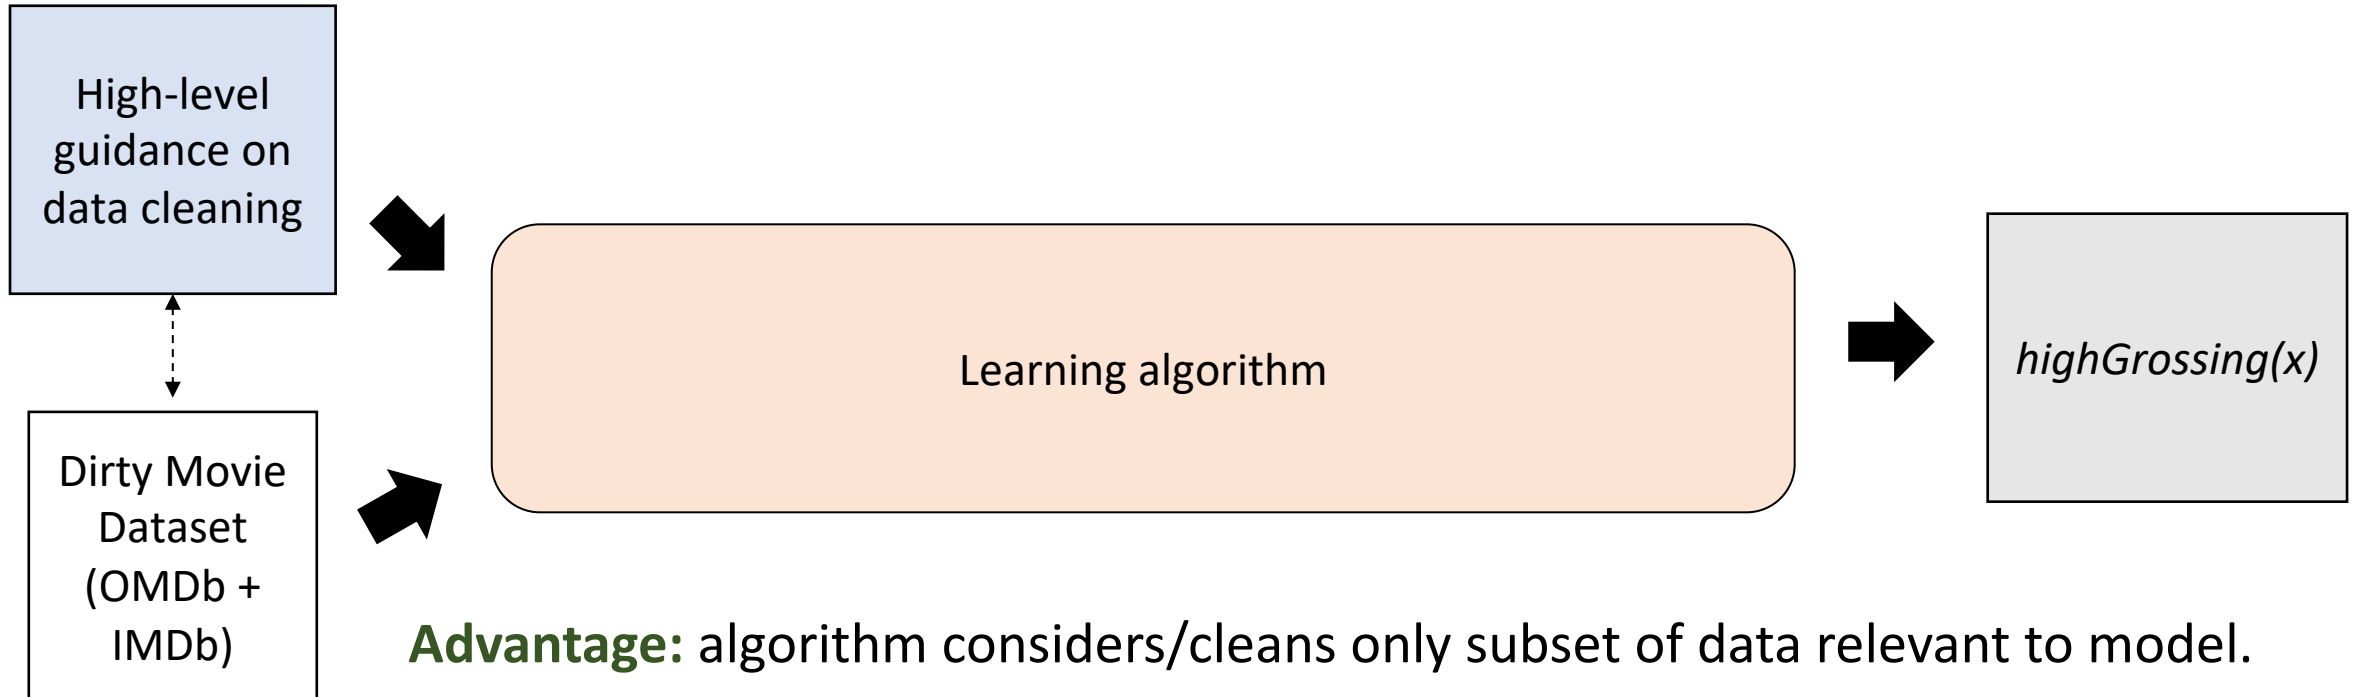 High-level
guidance on
data cleaning
Dirty Movie
Dataset
(OMDb +
IMDb)
Learning algorithm
highGrossing(x)
Advantage: algorithm considers/cleans only subset of data relevant to model.